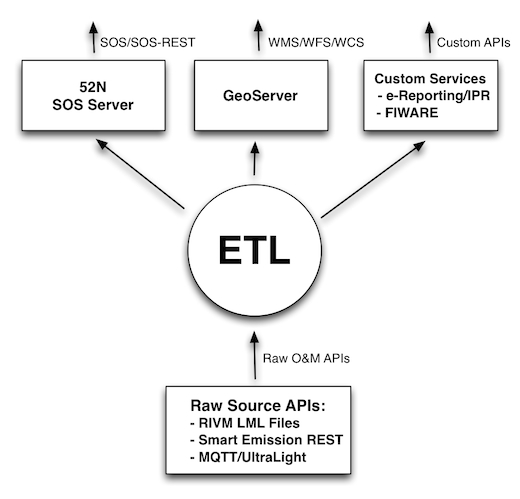 SOS/SOS-REST
WMS/WFS/WCS
Custom APIs
52N
SOS Server
GeoServer
Custom Services
- e-Reporting/IPR
- FIWARE
ETL
Raw O&M APIs
Raw Source APIs:
- RIVM LML Files
- Smart Emission REST
- MQTT/UltraLight